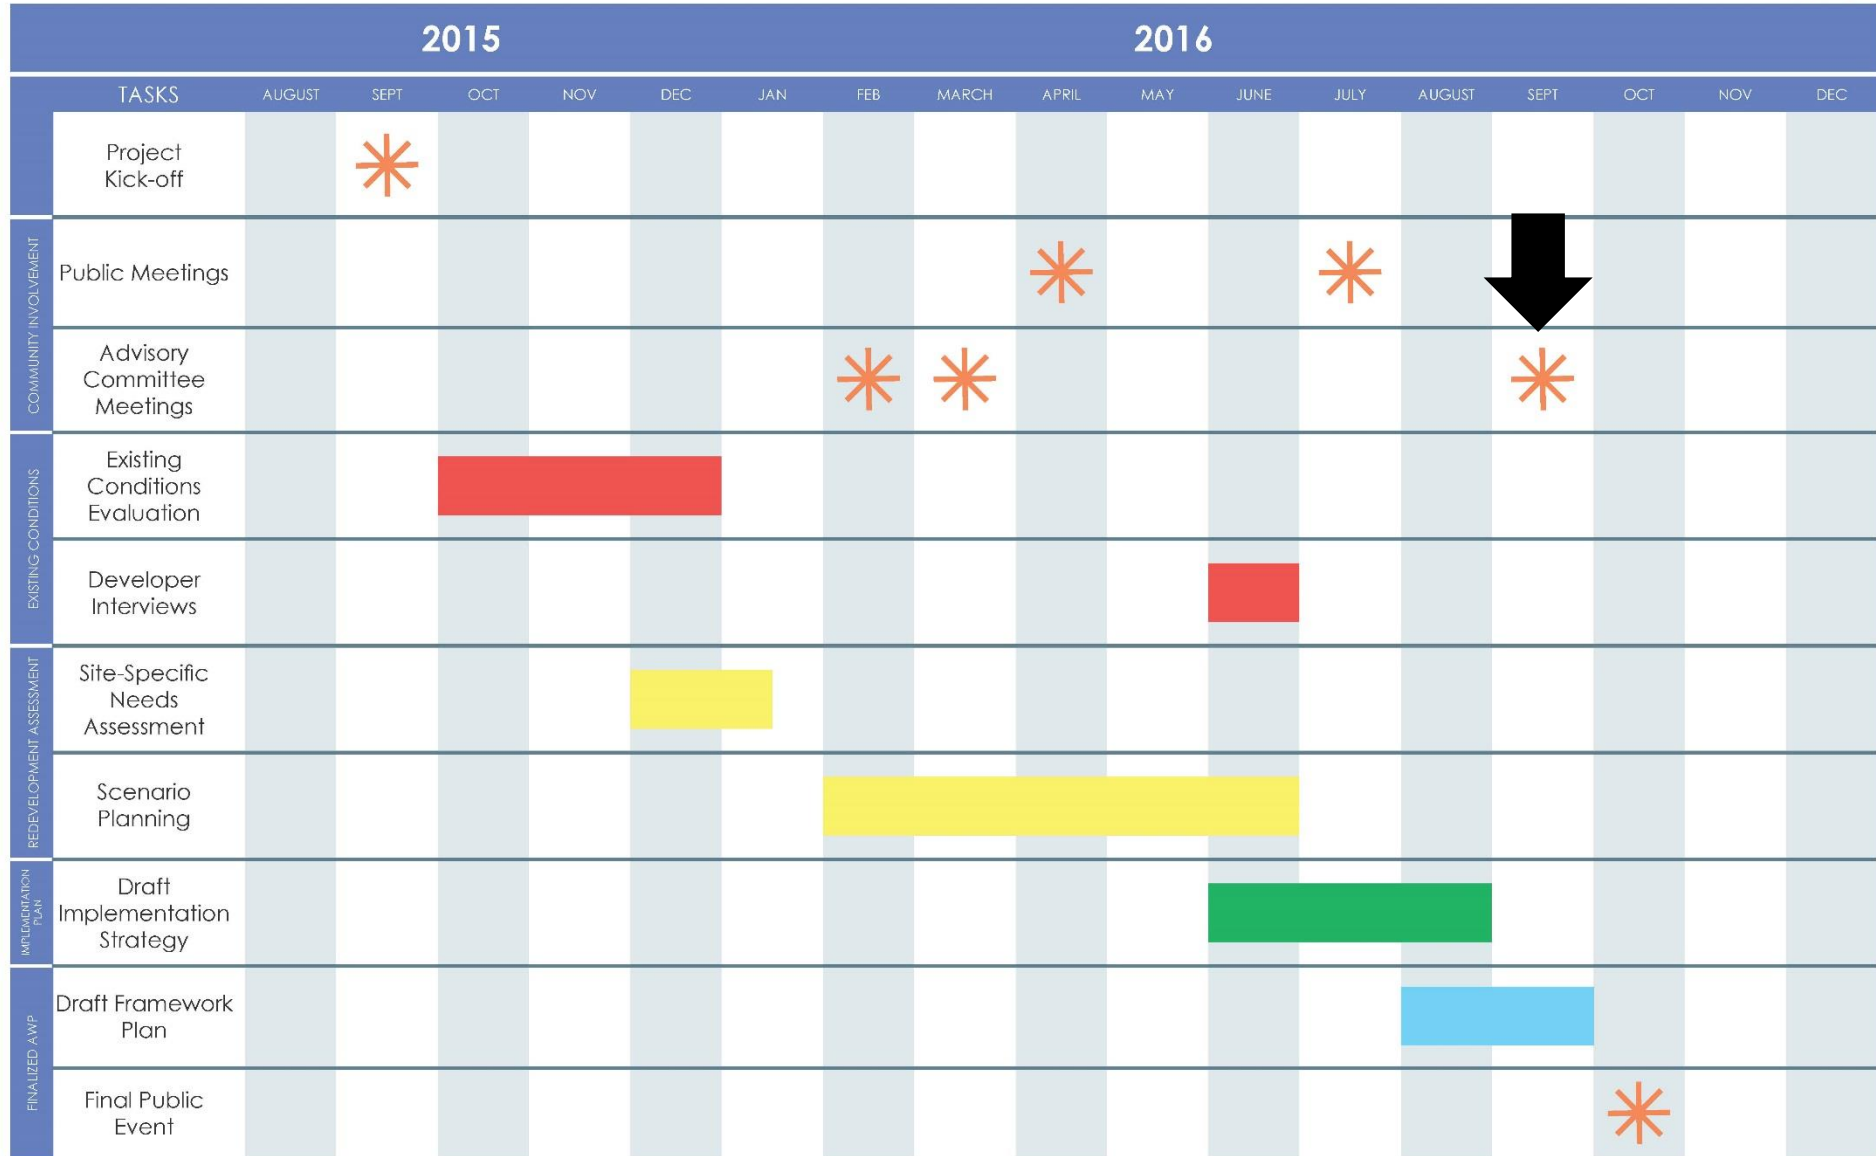 2015 2016
TASKS AUGUST SEPT OCT NOV DEC JAN FEB MARCH APRIL MAY JUNE JULY AUGUST SEPT OCT NOV DEC
Project
Kick-off
COMMUNITY INVOLVEMENT
Public Meetings
Advisory
Committee
Meetings
EXISTING CONDITIONS
Existing
Conditions
Evaluation
Developer
Interviews
REDEVELOPMENT ASSESSMENT
Site-Specific
Needs
Assessment
Scenario
Planning
IMPLEMENTATION
PLAN
Draft
Implementation
Strategy
FINALIZED AWP
Draft Framework
Plan
Final Public
Event